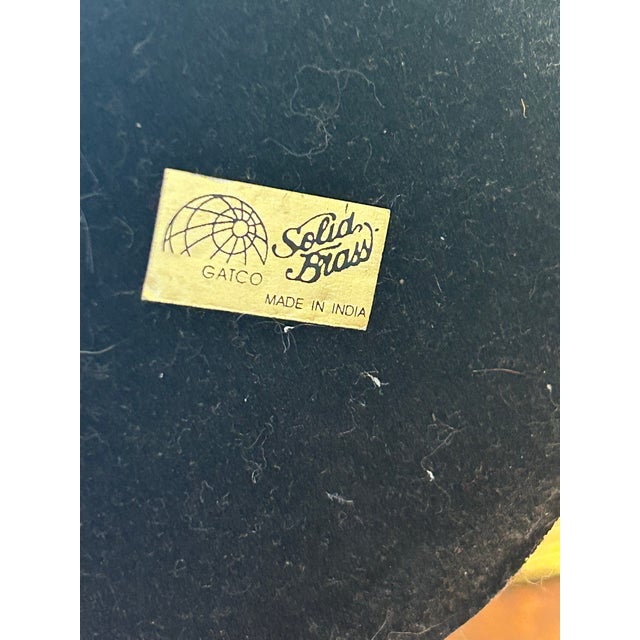 Solid
Brass
GATCO
MADE IN INDIA